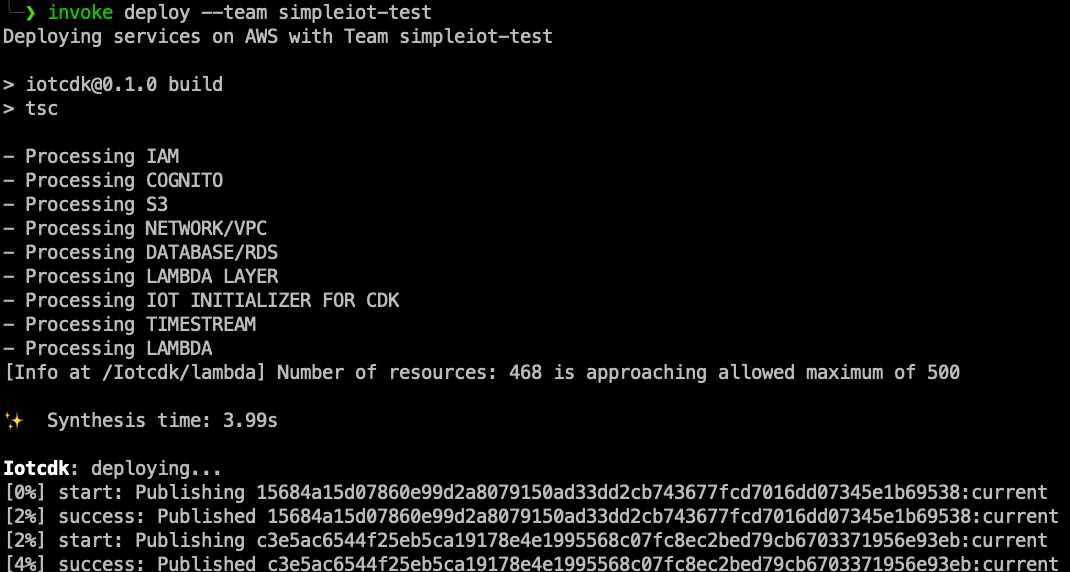 ❯ invoke deploy --team simpleiot-test
Deploying services on AWS with Team simpleiot-test
> iotcdk@0.1.0 build
> tsc
- Processing IAM
- Processing COGNITO
- Processing S3
- Processing NETWORK/VPC
- Processing DATABASE/RDS
- Processing LAMBDA LAYER
- Processing IOT INITIALIZER FOR CDK
- Processing TIMESTREAM
- Processing LAMBDA
[Info at /Iotcdk/lambda] Number of resources: 468 is approaching allowed maximum of 500
✨ Synthesis time: 3.99s
Iotcdk: deploying...
[0%] start: Publishing 15684a15d07860e99d2a8079150ad33dd2cb743677fcd7016dd07345e1b69538:current
[2%] success: Published 15684a15d07860e99d2a8079150ad33dd2cb743677fcd7016dd07345e1b69538:current
[2%] start: Publishing c3e5ac6544f25eb5ca19178e4e1995568c07fc8ec2bed79cb6703371956e93eb:current
[4%] success: Published c3e5ac6544f25eb5ca19178e4e1995568c07fc8ec2bed79cb6703371956e93eb:current